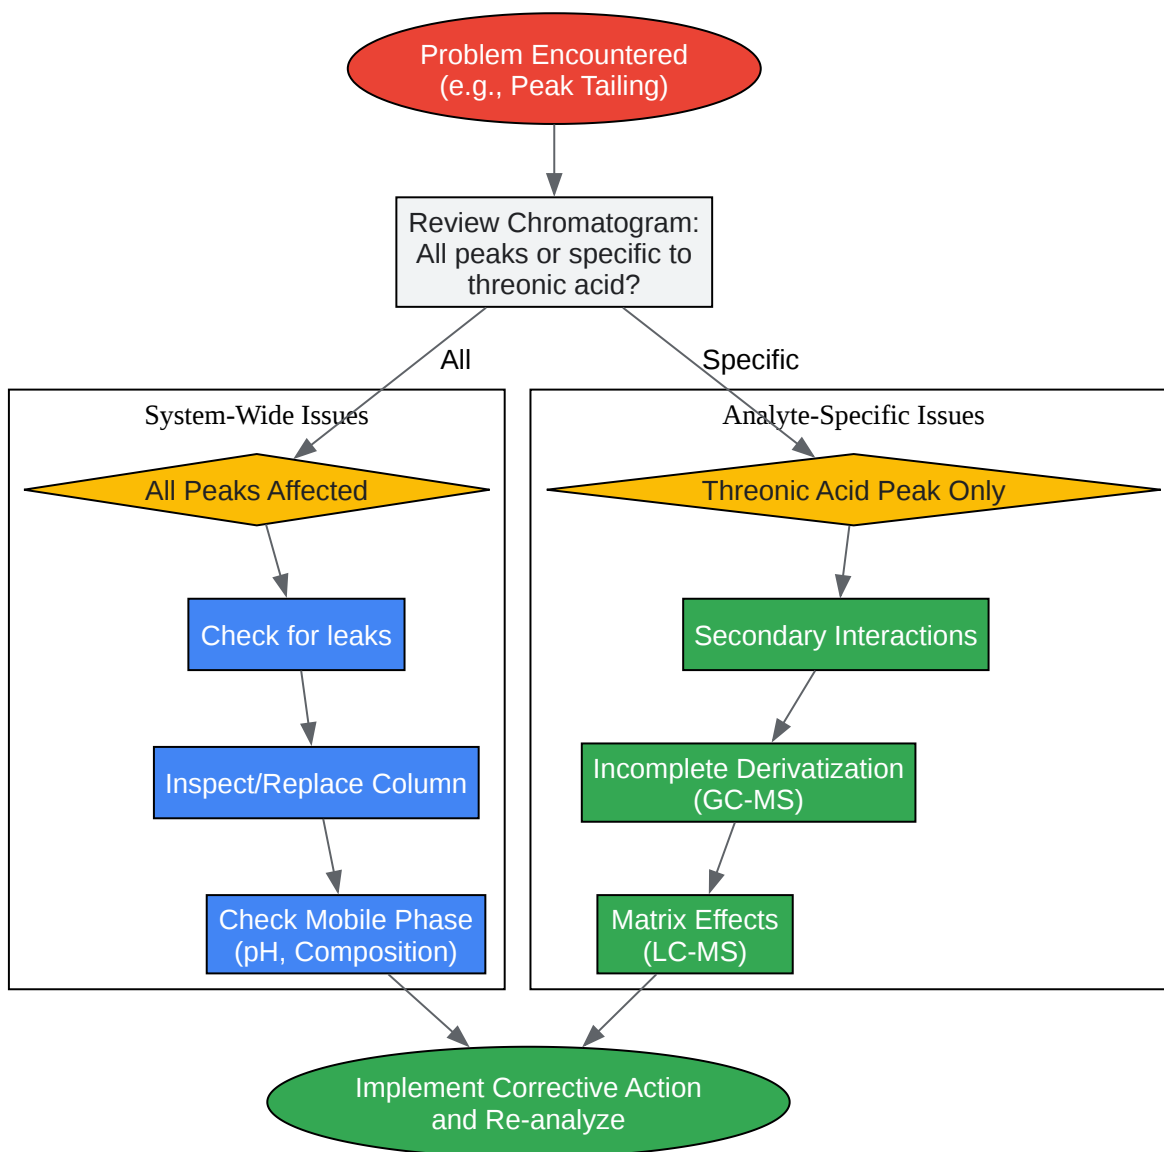 Problem Encountered
(e.g., Peak Tailing)
Review Chromatogram:
All peaks or specific to
threonic acid?
All
Specific
System-Wide Issues
Analyte-Specific Issues
All Peaks Affected
Threonic Acid Peak Only
Check for leaks
Secondary Interactions
Inspect/Replace Column
Incomplete Derivatization
(GC-MS)
Check Mobile Phase
(pH, Composition)
Matrix Effects
(LC-MS)
Implement Corrective Action
and Re-analyze